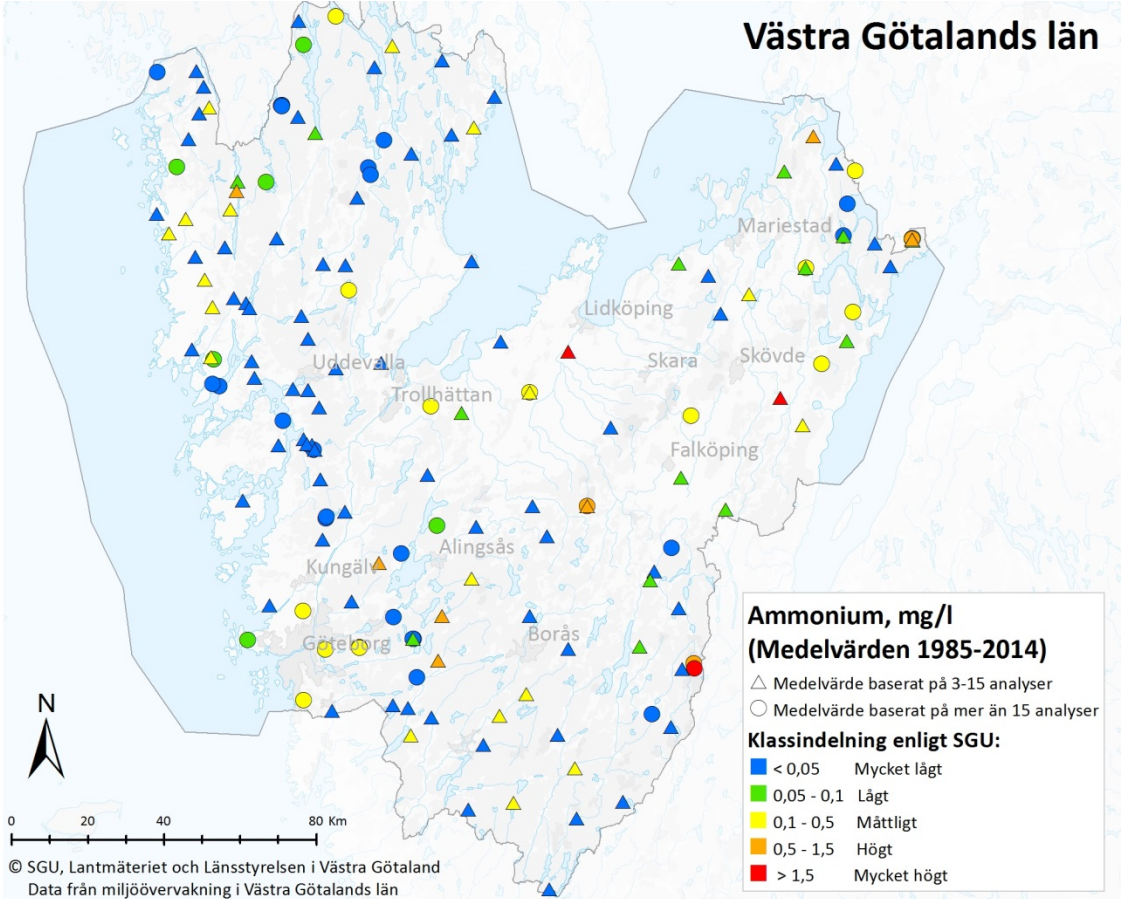 Västra Götalands län
Mariestad
Lidköping
Uddevalla
Skara
Skövde
Trollhättan
Falköping
Alingsås
Kungälv
Göteborg
Borås
N
0 20 40 80 Km
© SGU, Lantmäteriet och Länsstyrelsen i Västra Götaland
Data från miljöövervakning i Västra Götalands län
Ammonium, mg/l
(Medelvärden 1985-2014)
Medelvärde baserat på 3-15 analyser
Medelvärde baserat på mer än 15 analyser
Klassindelning enligt SGU:
< 0,05 Mycket lågt
0,05 - 0,1 Lågt
0,1 - 0,5 Måttligt
0,5 - 1,5 Högt
> 1,5 Mycket högt